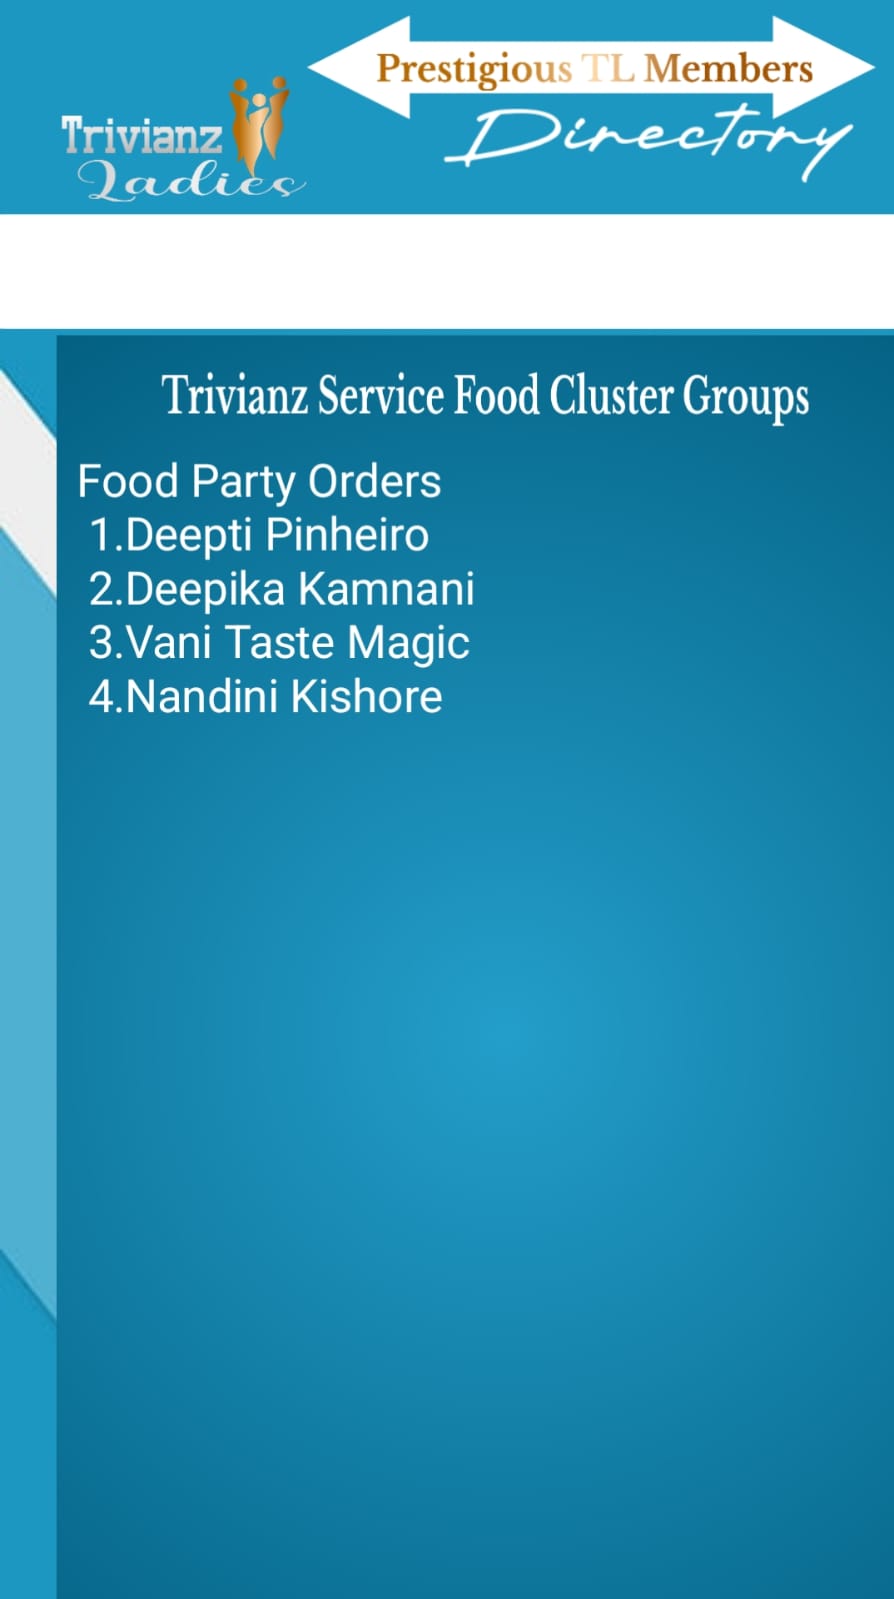 Prestigious TL Members
Directory
Trivianz
Ladies
Trivianz Service Food Cluster Groups
Food Party Orders
1.Deepti Pinheiro
2.Deepika Kamnani
3.Vani Taste Magic
4.Nandini Kishore